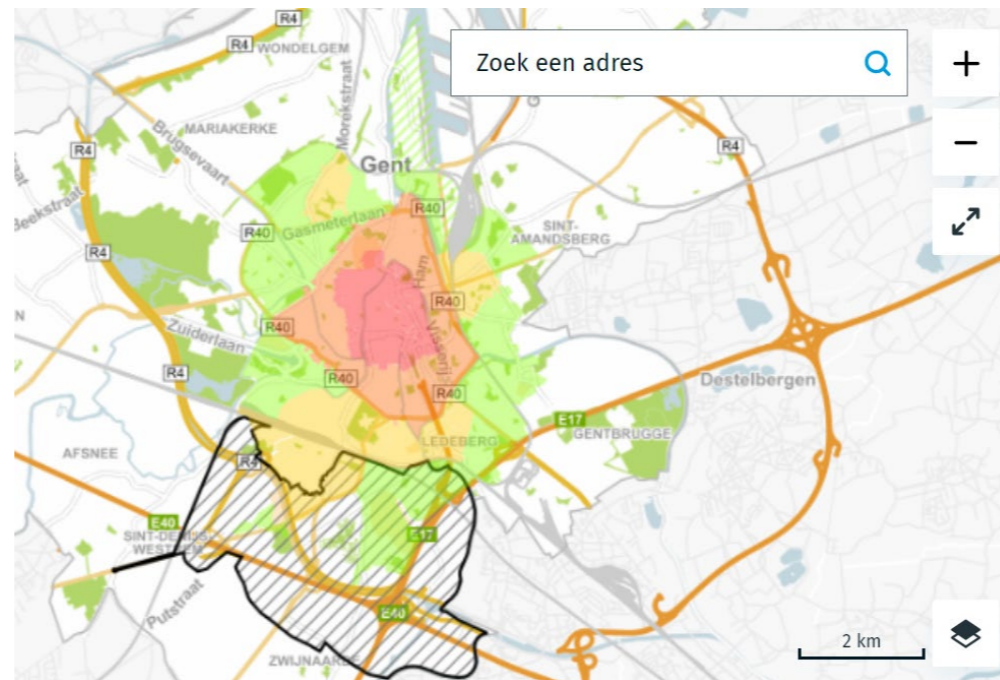 R4
R4
WONDELGEM
Zoek een adres
Morekstraat
MARIAKERKE
Brugsevaart
R4
R4
Gent
Beekstraat
R40
Gasmeterlaan
R40
SINT-
AMANDSBERG
R4
Ham
R40
R40
Visserij
Zuiderlaan
R4
R40
R40
Destelbergen
E17
GENTBRUGGE
LEDEBERG
AFSNEE
R4
E40
SINT-DENIJS-
WESTREM
E17
Putstraat
E40
2 km
ZWIJNAARDE